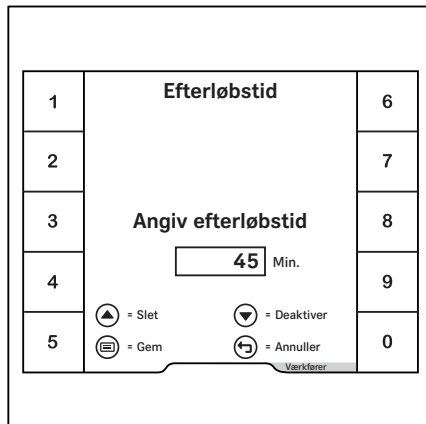 Efterløbstid
1
6
2
7
3
Angiv efterløbstid
8
45 Min.
4
9
= Slet
= Deaktiver
5
= Gem
= Annuller
0
Værkfører